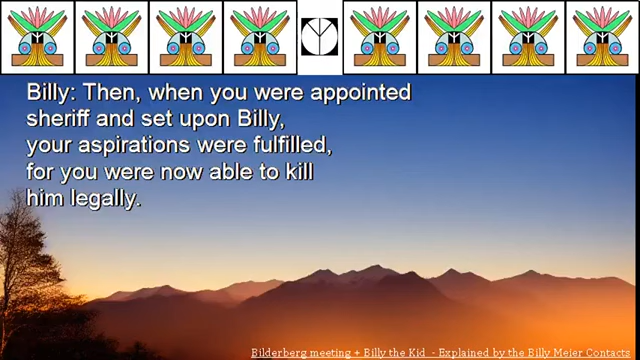 Billy: Then, when you were appointed
sheriff and set upon Billy,
your aspirations were fulfilled,
for you were now able to kill
him legally.
Bilderberg meeting + Billy the Kid - Explained by the Billy Meier Contacts